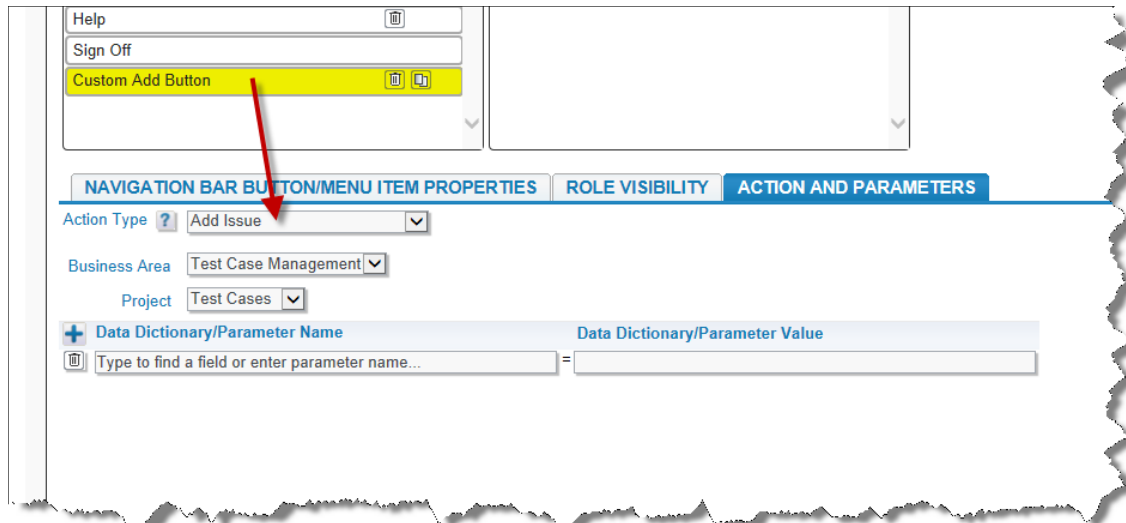 Help
Sign Off
Custom Add Button
NAVIGATION BAR BUTTON/MENU ITEM PROPERTIES ROLE VISIBILITY ACTION AND PARAMETERS
Action Type ? Add Issue
Business Area Test Case Management
Project Test Cases
Data Dictionary/Parameter Name Data Dictionary/Parameter Value
Type to find a field or enter parameter name... =